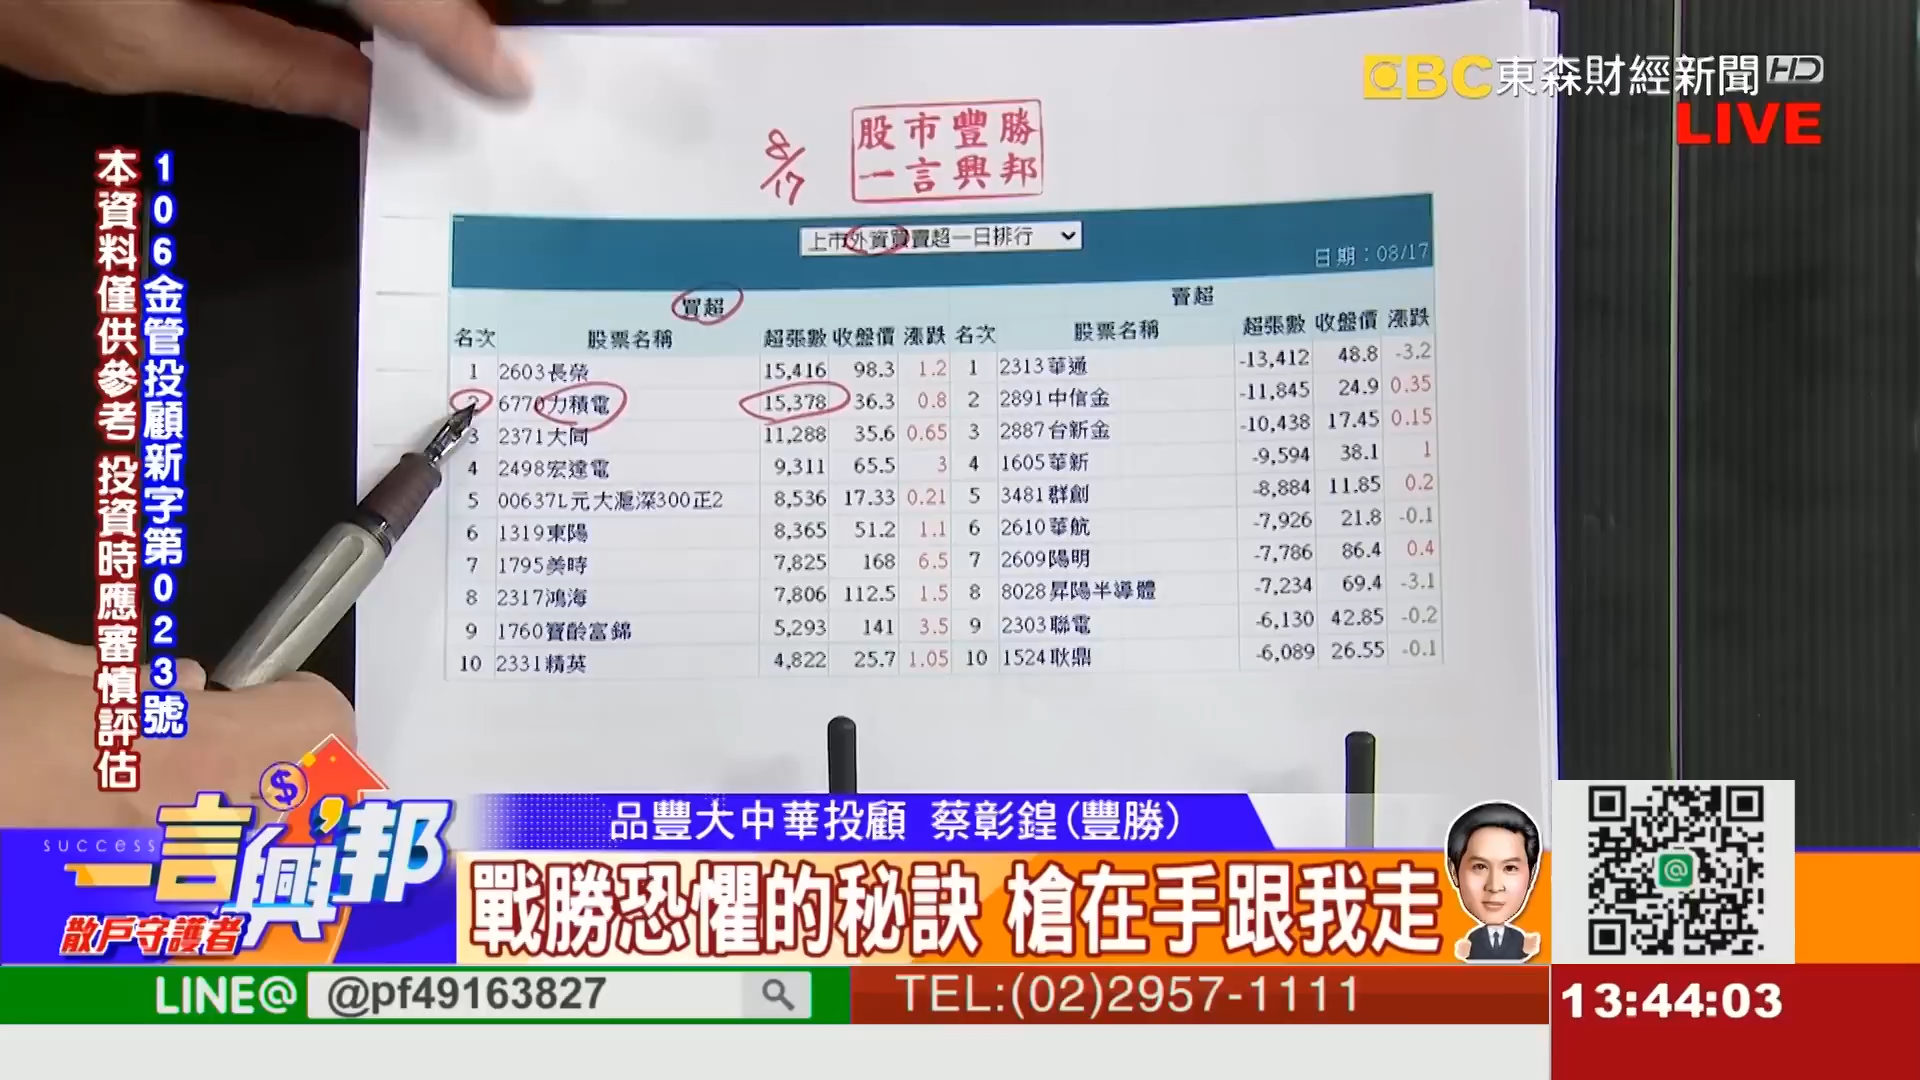 EBC東森財經新聞HD
LIVE
106金管投顧新字第023號
本資料僅供參考 投資時應審慎評估
8/17
股市豐勝
一言興邦
上市外資買賣超一日排行
日期：08/17
買超 賣超
名次 股票名稱 超張數 收盤價 漲跌 名次 股票名稱 超張數 收盤價 漲跌
1 2603長榮 15,416 98.3 1.2 1 2313華通 -13,412 48.8 -3.2
2 6770力積電 15,378 36.3 0.8 2 2891中信金 -11,845 24.9 0.35
3 2371大同 11,288 35.6 0.65 3 2887台新金 -10,438 17.45 0.15
4 2498宏達電 9,311 65.5 3 4 1605華新 -9,594 38.1 1
5 00637L元大滬深300正2 8,536 17.33 0.21 5 3481群創 -8,884 11.85 0.2
6 1319東陽 8,365 51.2 1.1 6 2610華航 -7,926 21.8 -0.1
7 1795美時 7,825 168 6.5 7 2609陽明 -7,786 86.4 0.4
8 2317鴻海 7,806 112.5 1.5 8 8028昇陽半導體 -7,234 69.4 -3.1
9 1760寶齡富錦 5,293 141 3.5 9 2303聯電 -6,130 42.85 -0.2
10 2331精英 4,822 25.7 1.05 10 1524耿鼎 -6,089 26.55 -0.1
success
一言興邦
散戶守護者
品豐大中華投顧 蔡彰鍠(豐勝)
戰勝恐懼的秘訣 槍在手跟我走
LINE@ @pf49163827
TEL:(02)2957-1111
13:44:03